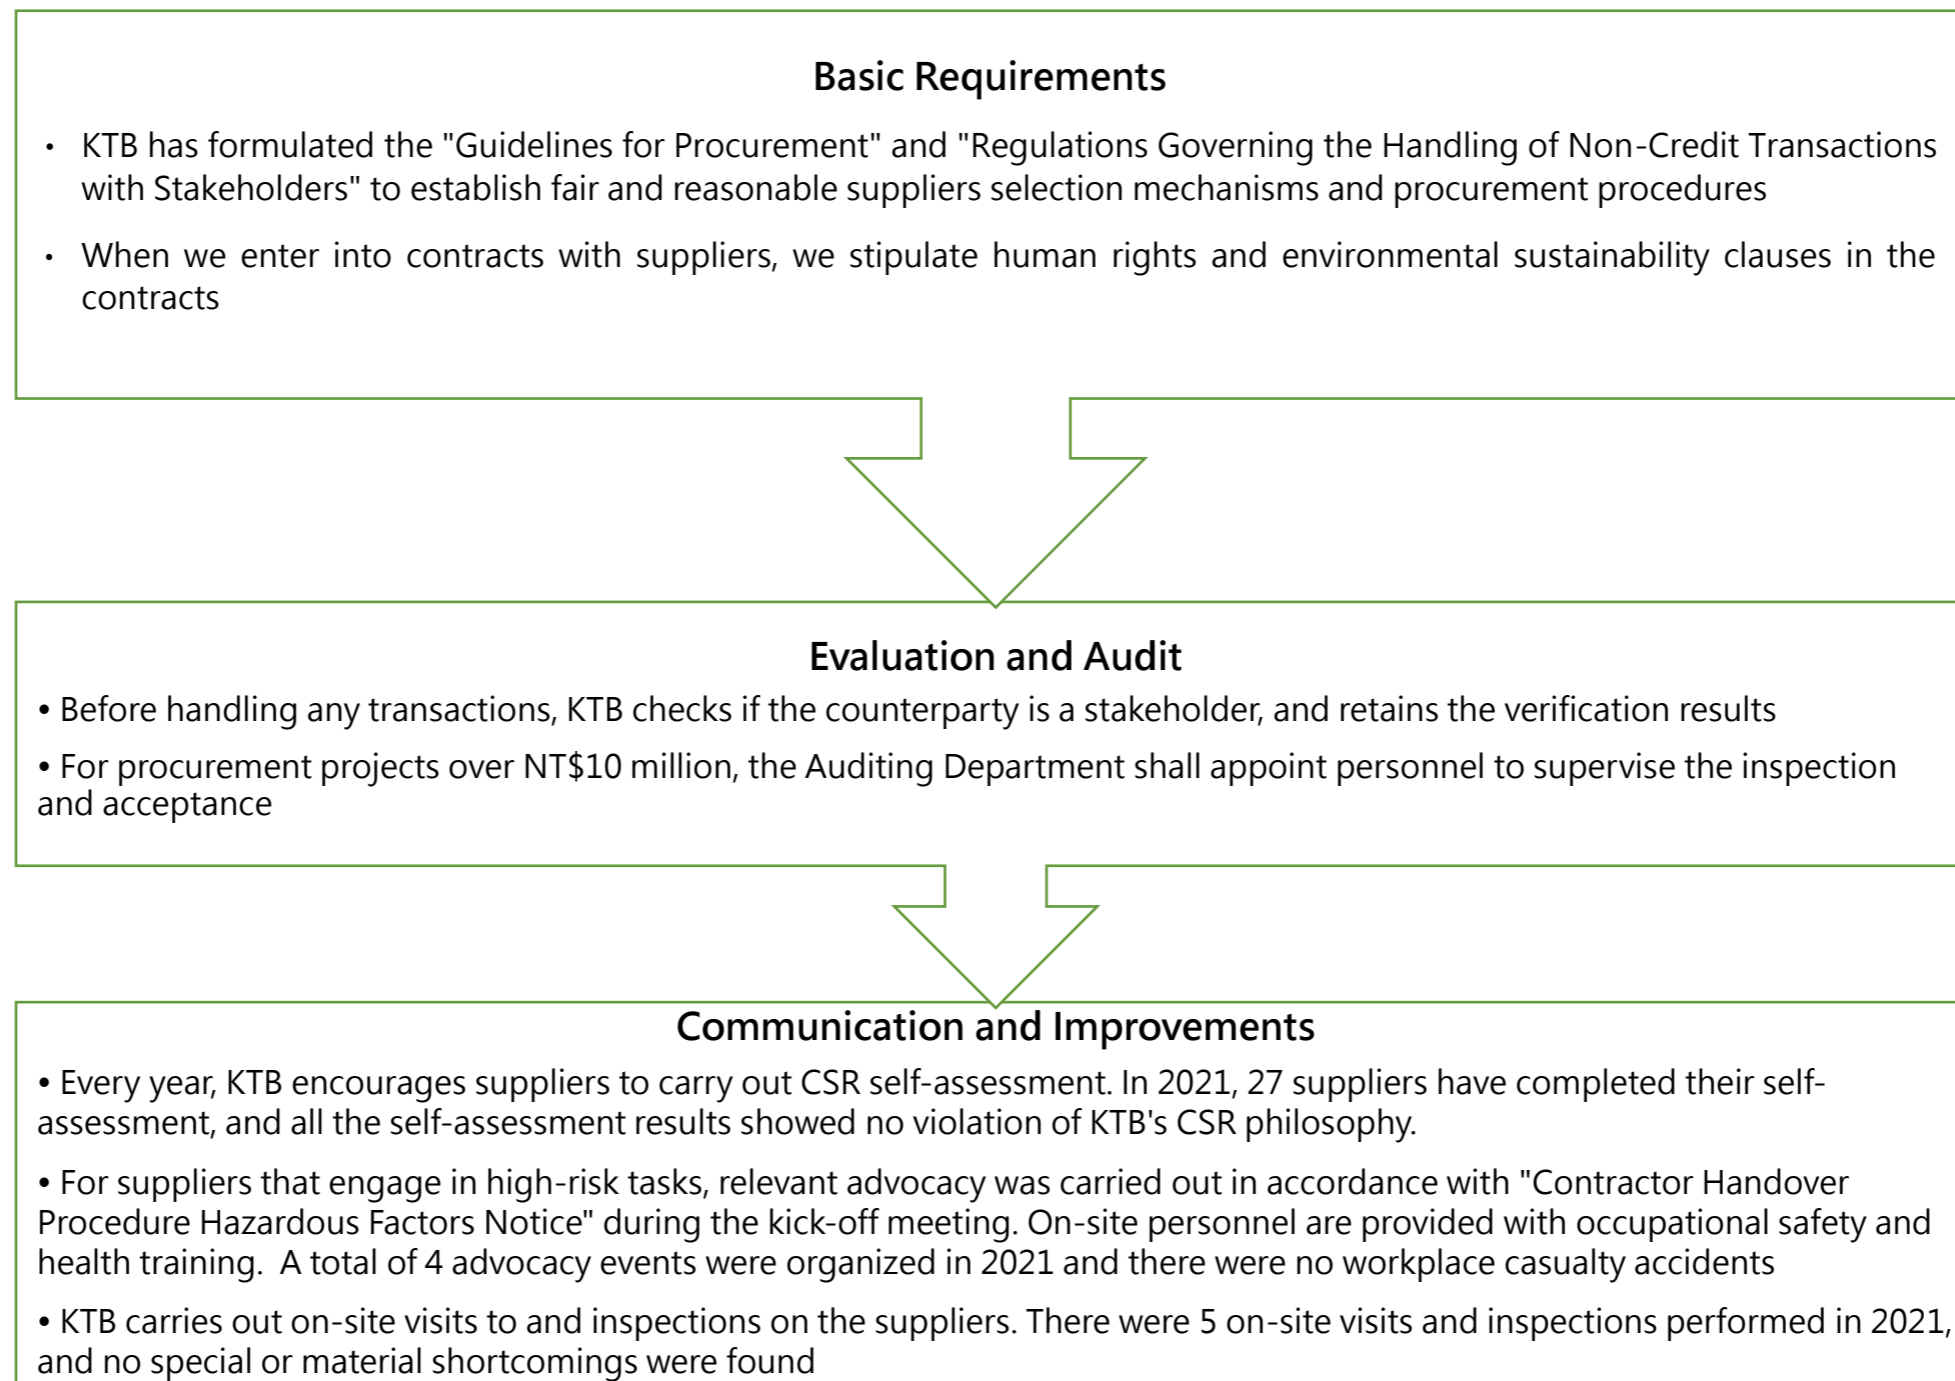 Basic Requirements
· KTB has formulated the "Guidelines for Procurement" and "Regulations Governing the Handling of Non-Credit Transactions
with Stakeholders" to establish fair and reasonable suppliers selection mechanisms and procurement procedures
· When we enter into contracts with suppliers, we stipulate human rights and environmental sustainability clauses in the
contracts
Evaluation and Audit
• Before handling any transactions, KTB checks if the counterparty is a stakeholder, and retains the verification results
• For procurement projects over NT$10 million, the Auditing Department shall appoint personnel to supervise the inspection
and acceptance
Communication and Improvements
• Every year, KTB encourages suppliers to carry out CSR self-assessment. In 2021, 27 suppliers have completed their self-
assessment, and all the self-assessment results showed no violation of KTB's CSR philosophy.
• For suppliers that engage in high-risk tasks, relevant advocacy was carried out in accordance with "Contractor Handover
Procedure Hazardous Factors Notice" during the kick-off meeting. On-site personnel are provided with occupational safety and
health training.  A total of 4 advocacy events were organized in 2021 and there were no workplace casualty accidents
• KTB carries out on-site visits to and inspections on the suppliers. There were 5 on-site visits and inspections performed in 2021,
and no special or material shortcomings were found